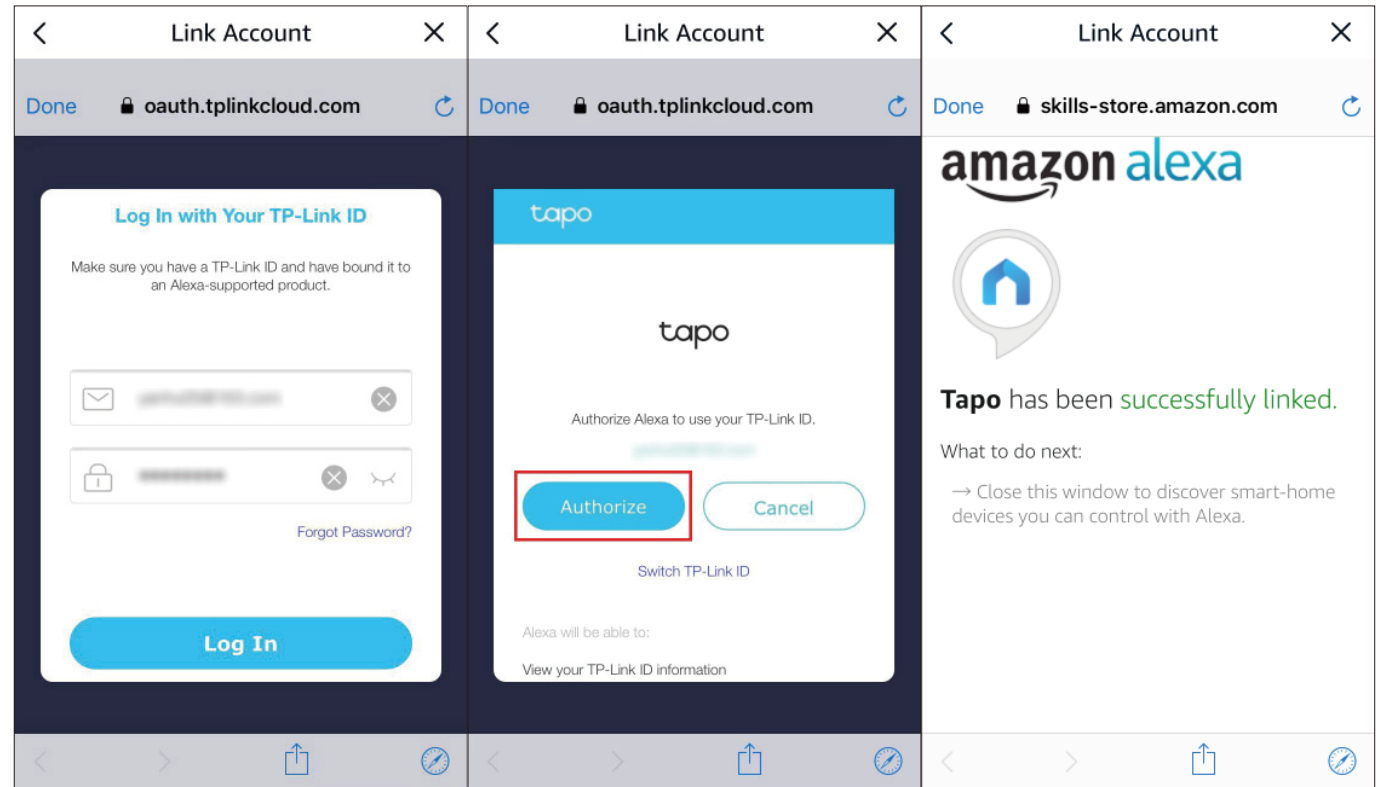 Link Account
Done
oauth.tplinkcloud.com
Log In with Your TP-Link ID
Make sure you have a TP-Link ID and have bound it to
an Alexa-supported product.
Forgot Password?
Log In
Link Account
Done
oauth.tplinkcloud.com
tapo
tapo
Authorize Alexa to use your TP-Link ID.
Authorize
Cancel
Switch TP-Link ID
Alexa will be able to:
View your TP-Link ID information
Link Account
Done
skills-store.amazon.com
amazon alexa
Tapo has been successfully linked.
What to do next:
→ Close this window to discover smart-home
devices you can control with Alexa.